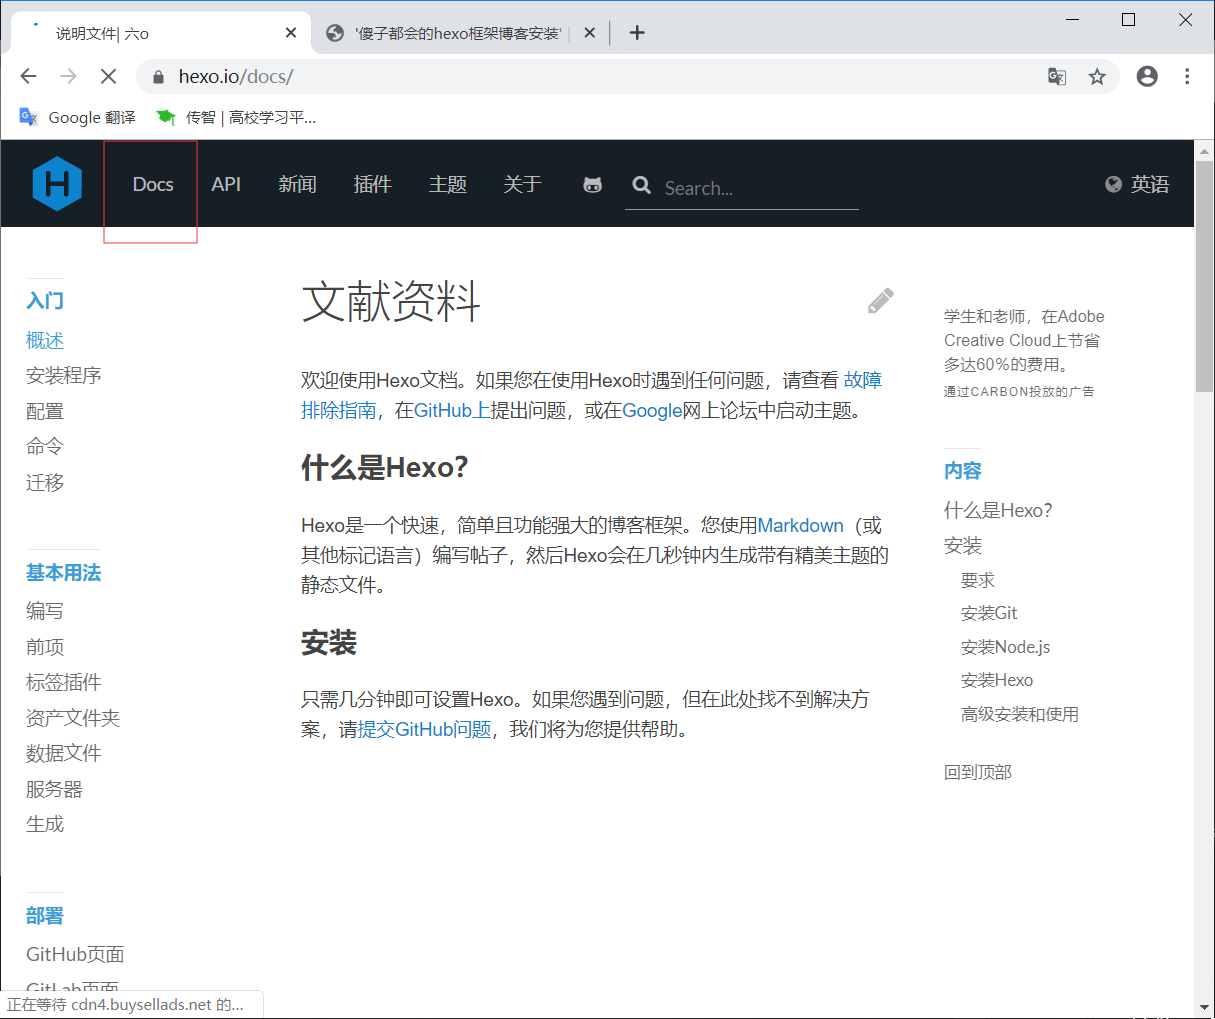 说明文件| 六o
'傻子都会的hexo框架博客安装'
hexo.io/docs/
Google 翻译
传智 | 高校学习平...
H
Docs
API
新闻
插件
主题
关于
Search...
英语
入门
概述
安装程序
配置
命令
迁移
基本用法
编写
前项
标签插件
资产文件夹
数据文件
服务器
生成
部署
GitHub页面
GitLab页面
文献资料
欢迎使用Hexo文档。如果您在使用Hexo时遇到任何问题，请查看 故障
排除指南，在GitHub上提出问题，或在Google网上论坛中启动主题。
什么是Hexo？
Hexo是一个快速，简单且功能强大的博客框架。您使用Markdown（或
其他标记语言）编写帖子，然后Hexo会在几秒钟内生成带有精美主题的
静态文件。
安装
只需几分钟即可设置Hexo。如果您遇到问题，但在此处找不到解决方
案，请提交GitHub问题，我们将为您提供帮助。
学生和老师，在Adobe
Creative Cloud上节省
多达60％的费用。
通过CARBON投放的广告
内容
什么是Hexo？
安装
要求
安装Git
安装Node.js
安装Hexo
高级安装和使用
回到顶部
正在等待 cdn4.buysellads.net 的...